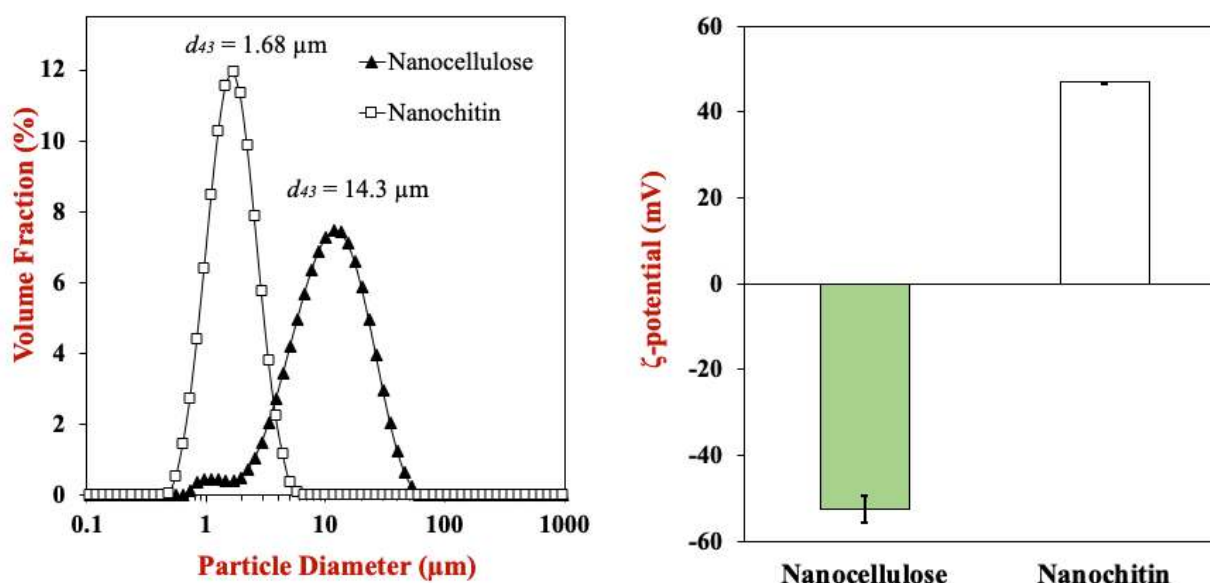 d43 = 1.68 µm
Nanocellulose
Nanochitin
d43 = 14.3 µm
Volume Fraction (%)
12
10
8
6
4
2
0
0.1 1 10 100 1000
Particle Diameter (µm)
ζ-potential (mV)
60
40
20
0
-20
-40
-60
Nanocellulose Nanochitin